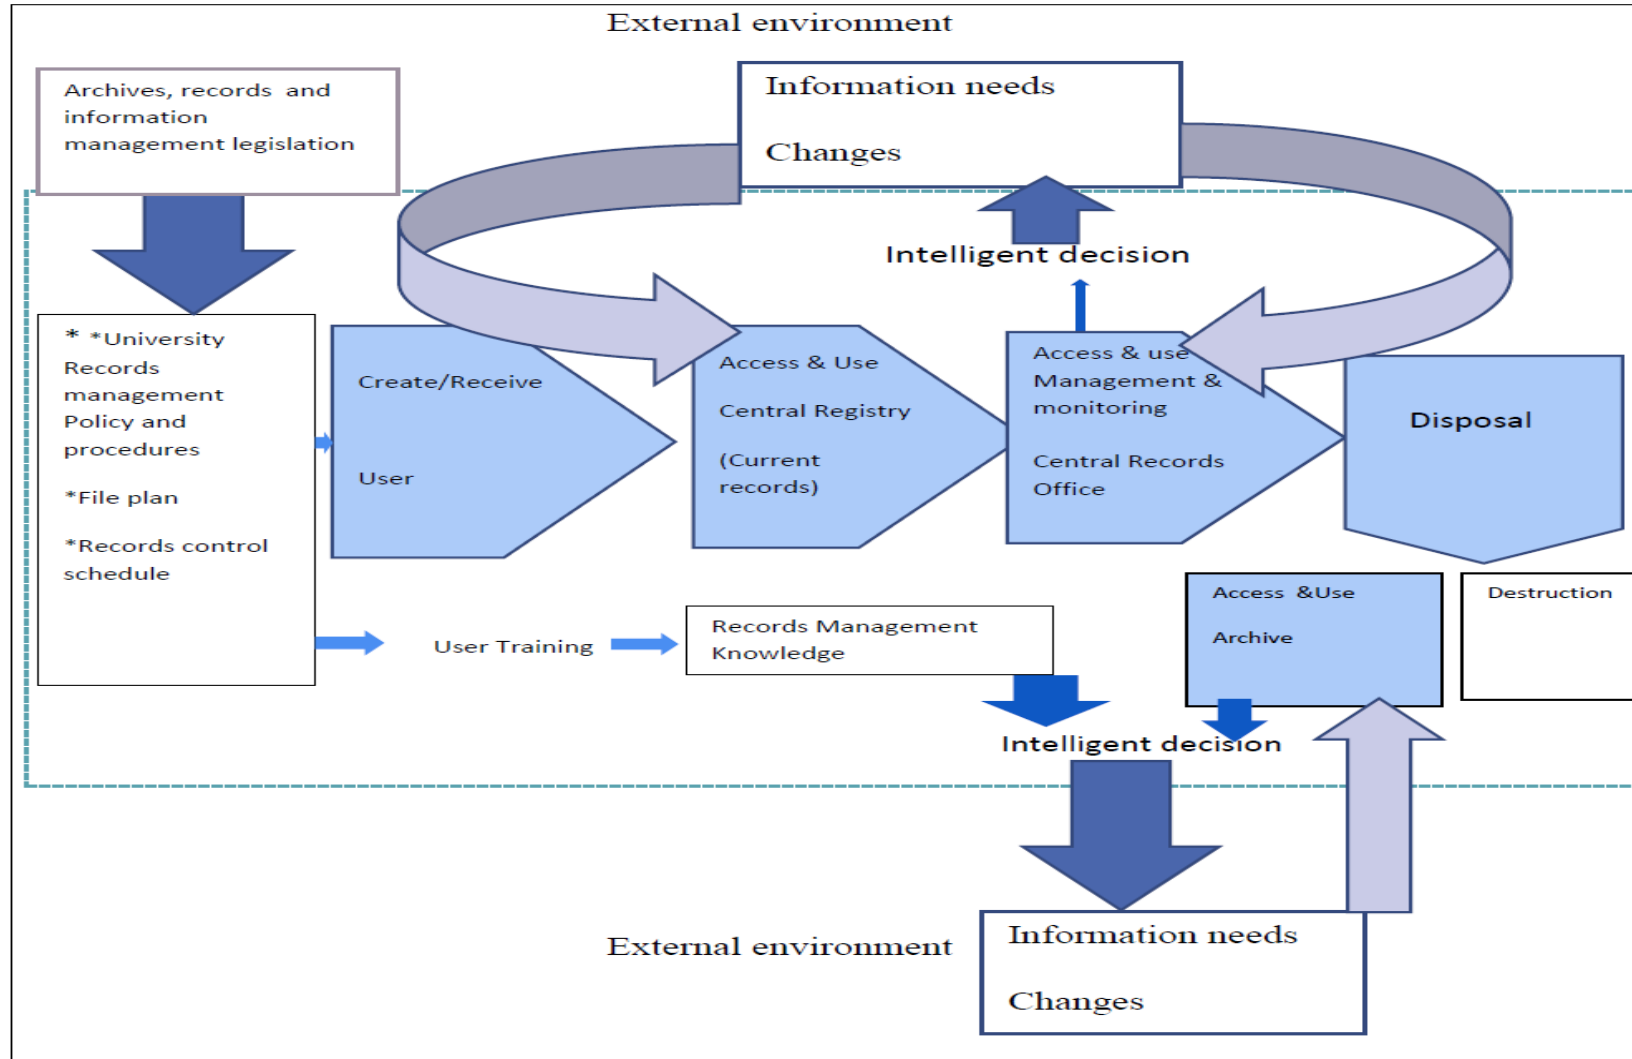 External environment
Archives, records and
information
management legislation
Information needs
Changes
Intelligent decision
* *University
Records
management
Policy and
procedures
*File plan
*Records control
schedule
Create/Receive
User
Access & Use
Central Registry
(Current
records)
Access & use
Management &
monitoring
Central Records
Office
Disposal
User Training
Records Management
Knowledge
Access &Use
Archive
Destruction
Intelligent decision
External environment
Information needs
Changes